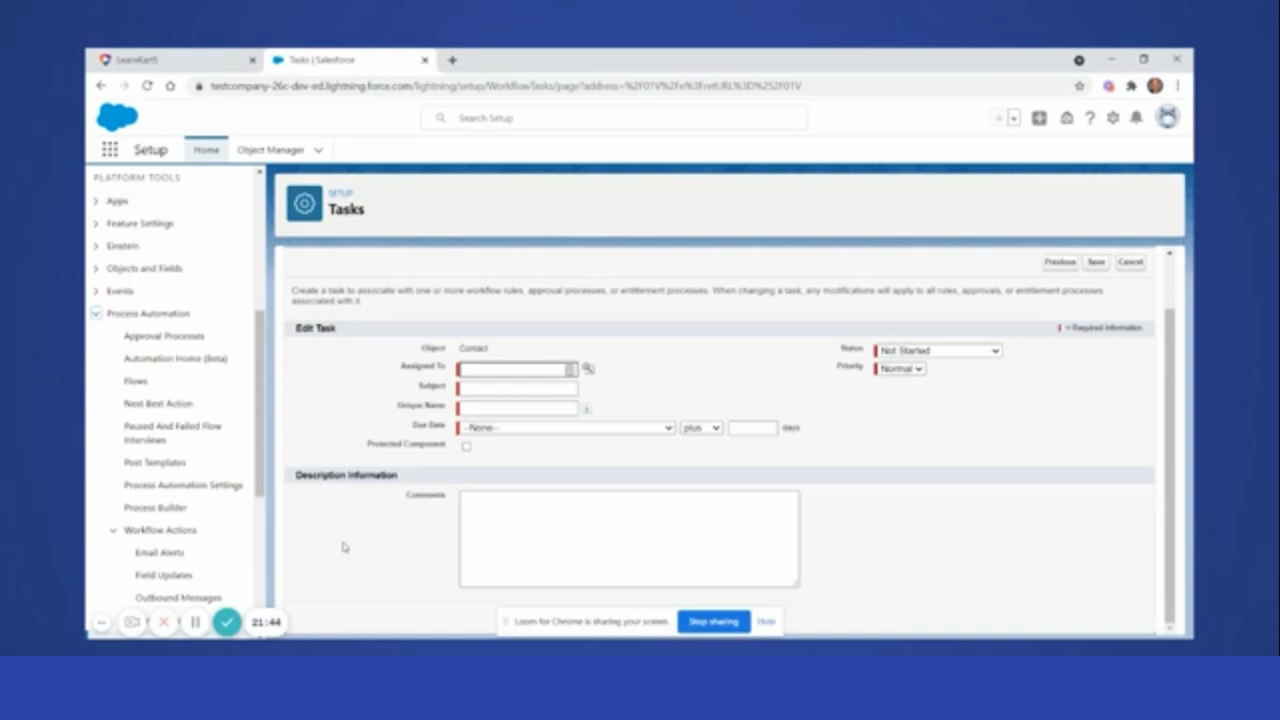 LearnKartS
Tasks | Salesforce
testcompany-26c-dev-ed.lightning.force.com/lightning/setup/WorkflowTasks/page?address=%2F01V%2Fe%3FretURL%3D%252F01V
Search Setup
Setup
Home
Object Manager
PLATFORM TOOLS
Apps
Feature Settings
Einstein
Objects and Fields
Events
Process Automation
Approval Processes
Automation Home (Beta)
Flows
Next Best Action
Paused And Failed Flow
Interviews
Post Templates
Process Automation Settings
Process Builder
Workflow Actions
Email Alerts
Field Updates
Outbound Messages
21:44
SETUP
Tasks
Previous Save Cancel
Create a task to associate with one or more workflow rules, approval processes, or entitlement processes. When changing a task, any modifications will apply to all rules, approvals, or entitlement processes
associated with it.
Edit Task
= Required Information
Object Contact
Status Not Started
Assigned To
Priority Normal
Subject
Unique Name
Due Date --None-- plus days
Protected Component
Description Information
Comments
Loom for Chrome is sharing your screen. Stop sharing Hide